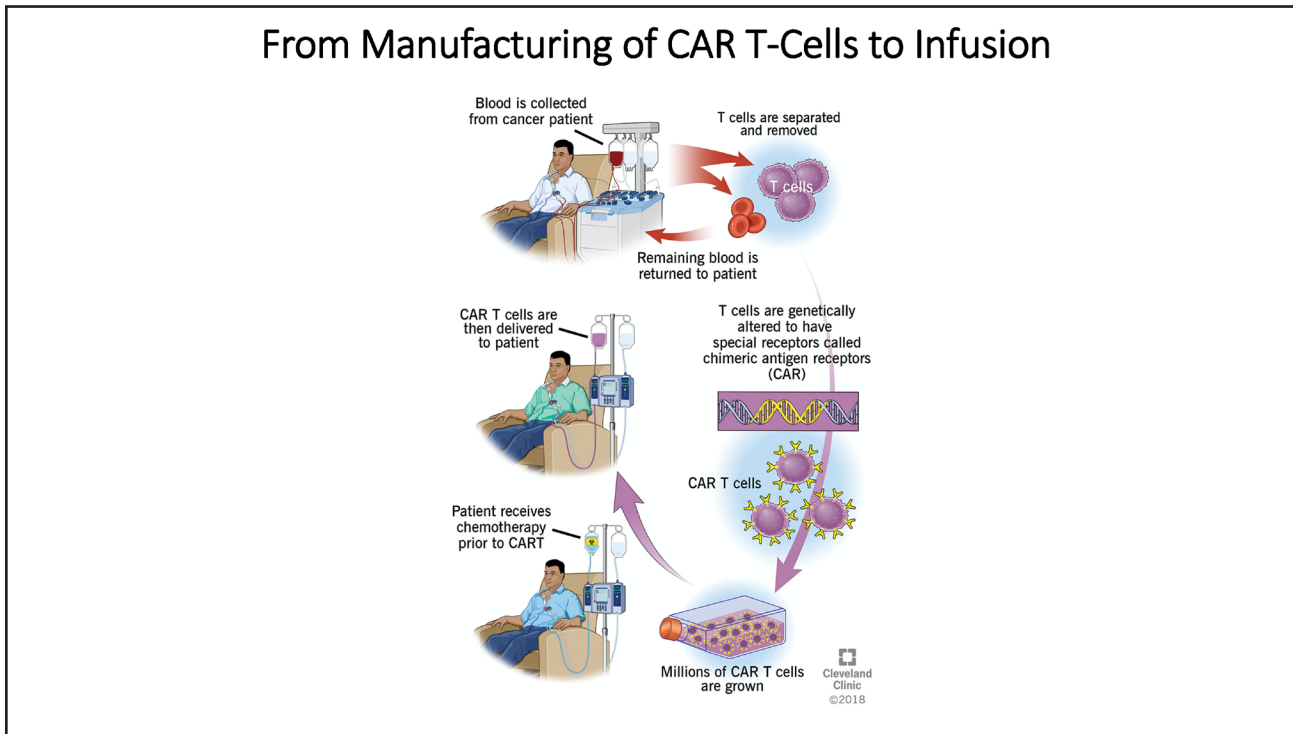 From Manufacturing of CAR T-Cells to Infusion
Blood is collected
from cancer patient
T cells are separated
and removed
T cells
Remaining blood is
returned to patient
T cells are genetically
altered to have
special receptors called
chimeric antigen receptors
(CAR)
CAR T cells
Millions of CAR T cells
are grown
Patient receives
chemotherapy
prior to CART
CAR T cells are
then delivered
to patient
Cleveland
Clinic
©2018